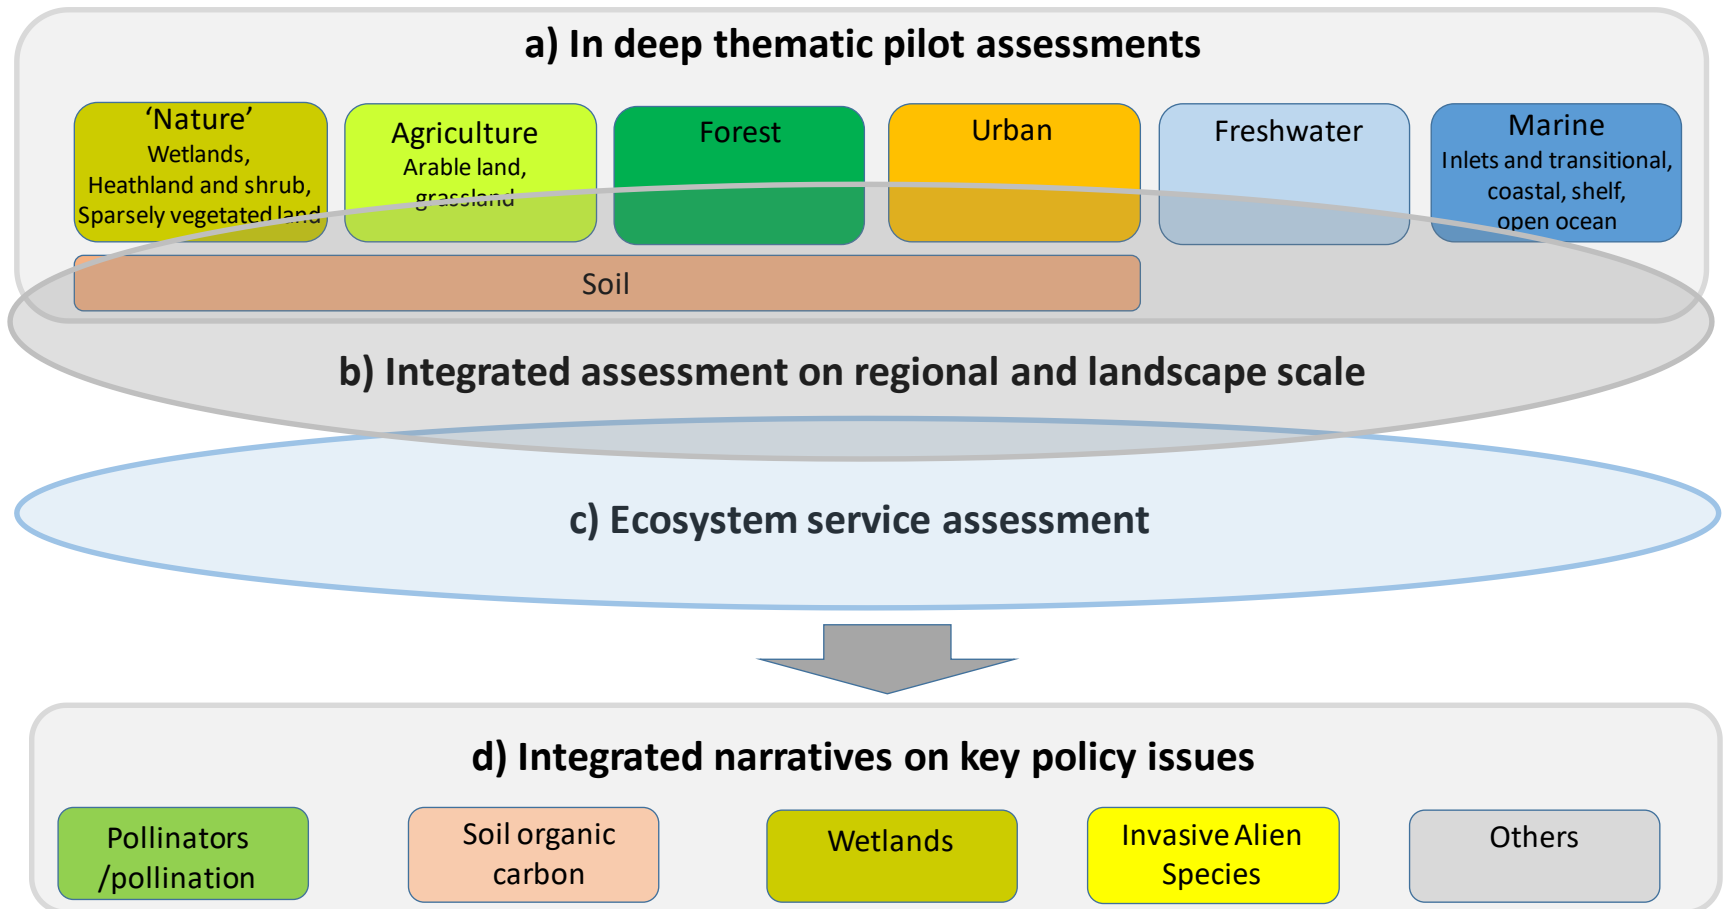 a) In deep thematic pilot assessments
‘Nature’
Wetlands,
Heathland and shrub,
Sparsely vegetated land
Agriculture
Arable land,
grassland
Forest
Urban
Freshwater
Marine
Inlets and transitional,
coastal, shelf,
open ocean
Soil
b) Integrated assessment on regional and landscape scale
c) Ecosystem service assessment
d) Integrated narratives on key policy issues
Pollinators
/pollination
Soil organic
carbon
Wetlands
Invasive Alien
Species
Others